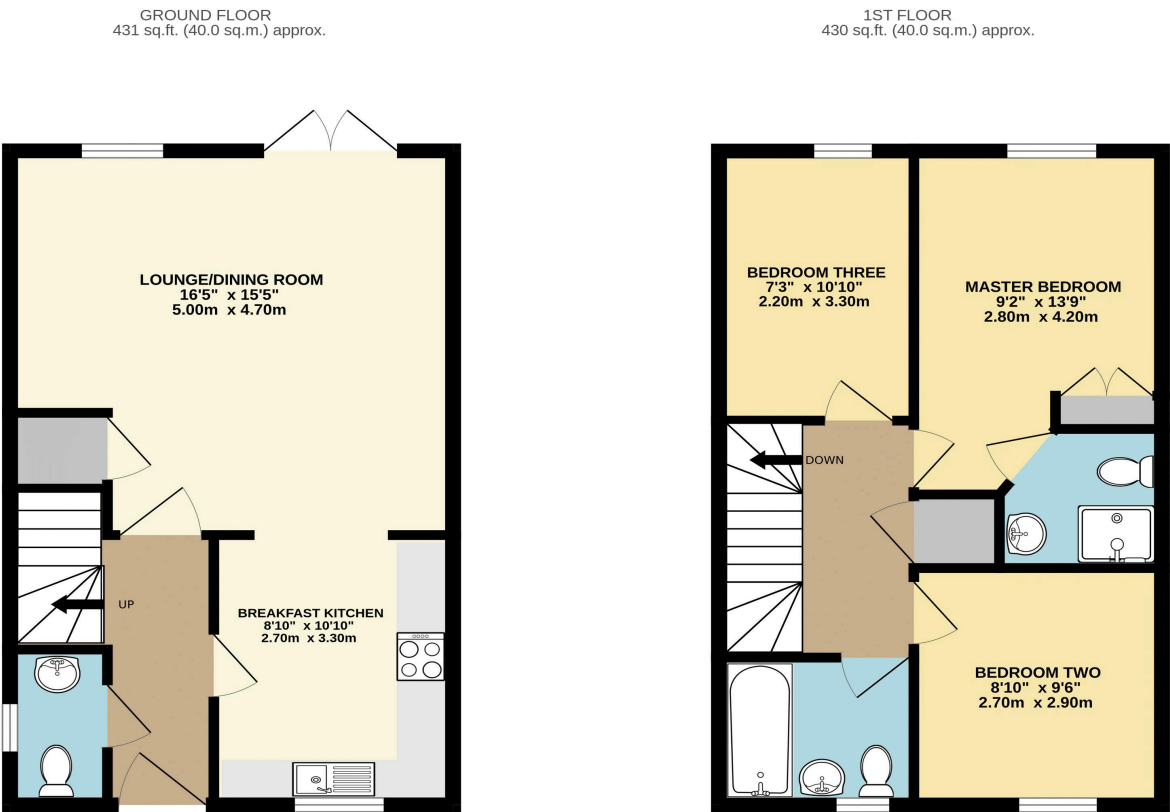 GROUND FLOOR
431 sq.ft. (40.0 sq.m.) approx.
LOUNGE/DINING ROOM
16'5" x 15'5"
5.00m x 4.70m
UP
BREAKFAST KITCHEN
8'10" x 10'10"
2.70m x 3.30m
1ST FLOOR
430 sq.ft. (40.0 sq.m.) approx.
BEDROOM THREE
7'3" x 10'10"
2.20m x 3.30m
MASTER BEDROOM
9'2" x 13'9"
2.80m x 4.20m
DOWN
BEDROOM TWO
8'10" x 9'6"
2.70m x 2.90m